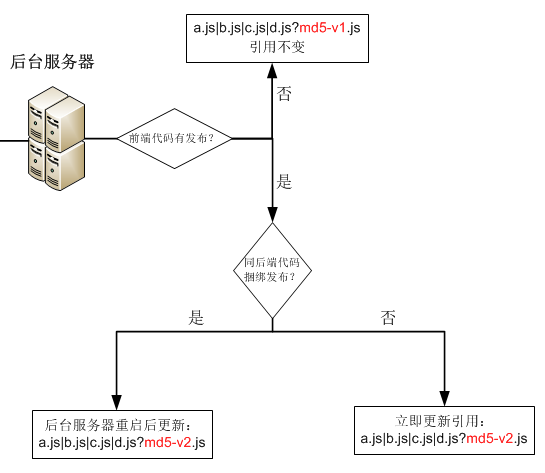 a.js|b.js|c.js|d.js?md5-v1.js
引用不变
后台服务器
否
前端代码有发布?
是
同后端代码
捆绑发布?
是
否
后台服务器重启后更新:
a.js|b.js|c.js|d.js?md5-v2.js
立即更新引用:
a.js|b.js|c.js|d.js?md5-v2.js